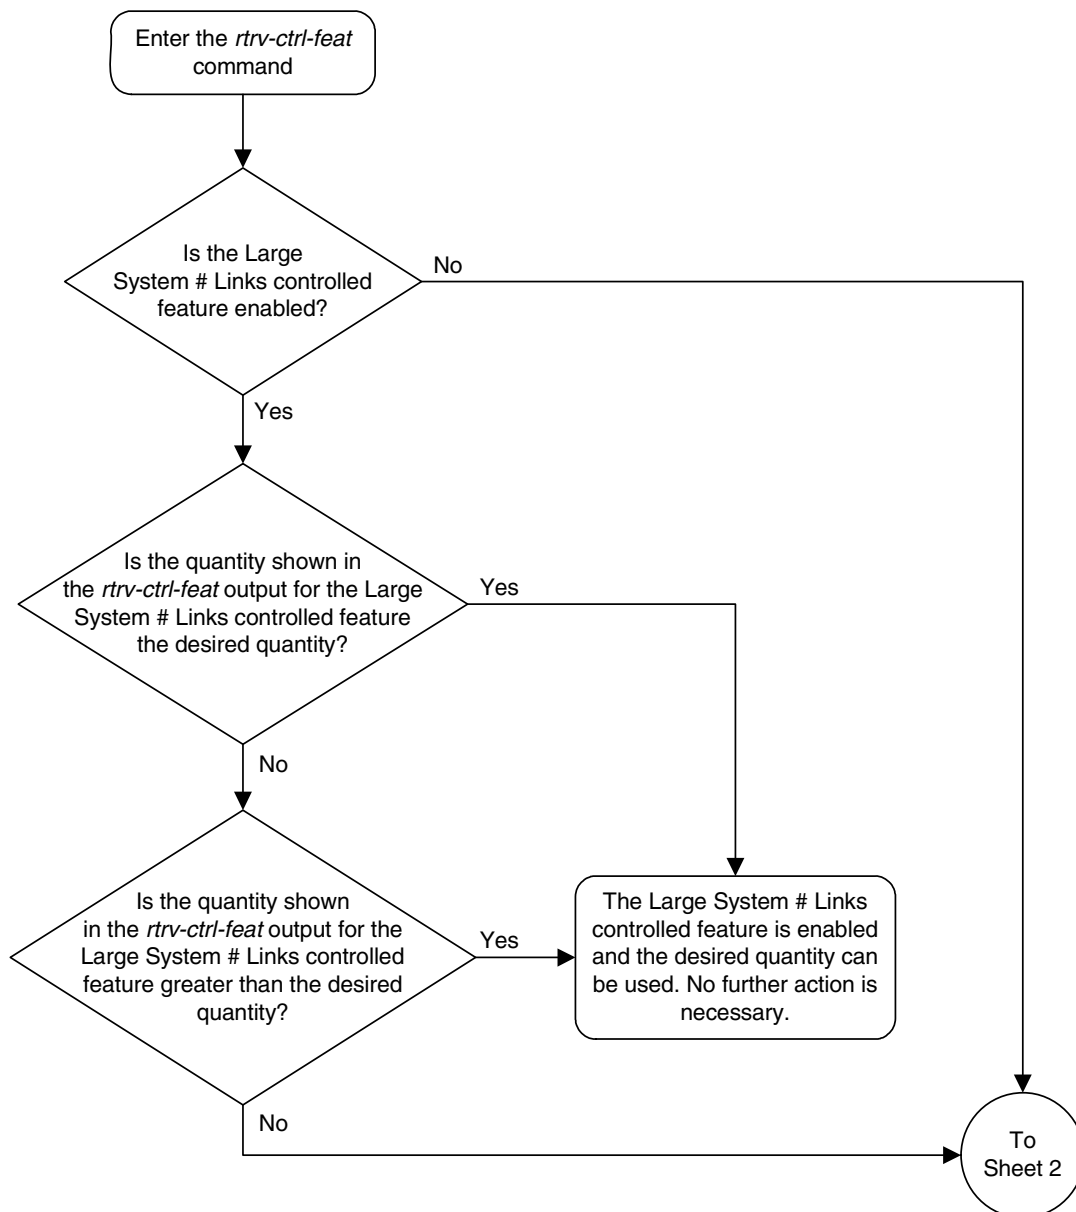 Enter the rtrv-ctrl-feat
command
Is the Large
System # Links controlled
feature enabled?
No
Yes
Is the quantity shown in
the rtrv-ctrl-feat output for the Large
System # Links controlled feature
the desired quantity?
Yes
No
Is the quantity shown
in the rtrv-ctrl-feat output for the
Large System # Links controlled
feature greater than the desired
quantity?
Yes
The Large System # Links
controlled feature is enabled
and the desired quantity can
be used. No further action is
necessary.
No
To
Sheet 2